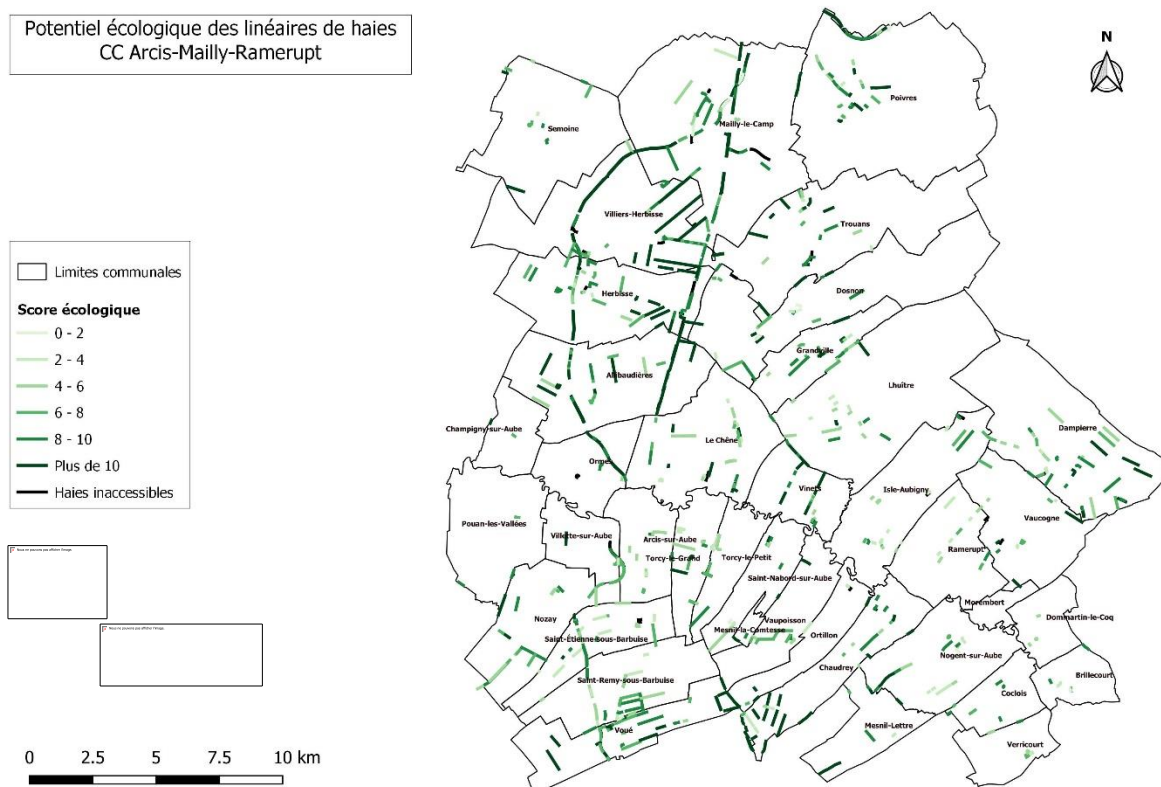 Potentiel écologique des linéaires de haies
CC Arcis-Mailly-Ramerupt
N
Poivres
Mailly-le-Camp
Semoine
Villiers-Herbisse
Trouans
Limites communales
Score écologique
0 - 2
2 - 4
4 - 6
6 - 8
8 - 10
Plus de 10
Haies inaccessibles
Herbisse
Dosnon
Grandville
Allibaudières
Lhuître
Champigny-sur-Aube
Le Chêne
Dampierre
Ormes
Vinets
Isle-Aubigny
Pouan-les-Vallées
Vaucogne
Villette-sur-Aube
Arcis-sur-Aube
Ramerupt
Torcy-le-Grand
Torcy-le-Petit
Saint-Nabord-sur-Aube
Morembert
Nozay
Vaupoisson
Dommartin-le-Coq
Mesnil-la-Comtesse
Ortillon
Saint-Étienne-sous-Barbuise
Nogent-sur-Aube
Chaudrey
Brillecourt
Saint-Remy-sous-Barbuise
Coclois
Mesnil-Lettre
Voué
Verricourt
0
2.5
5
7.5
10 km